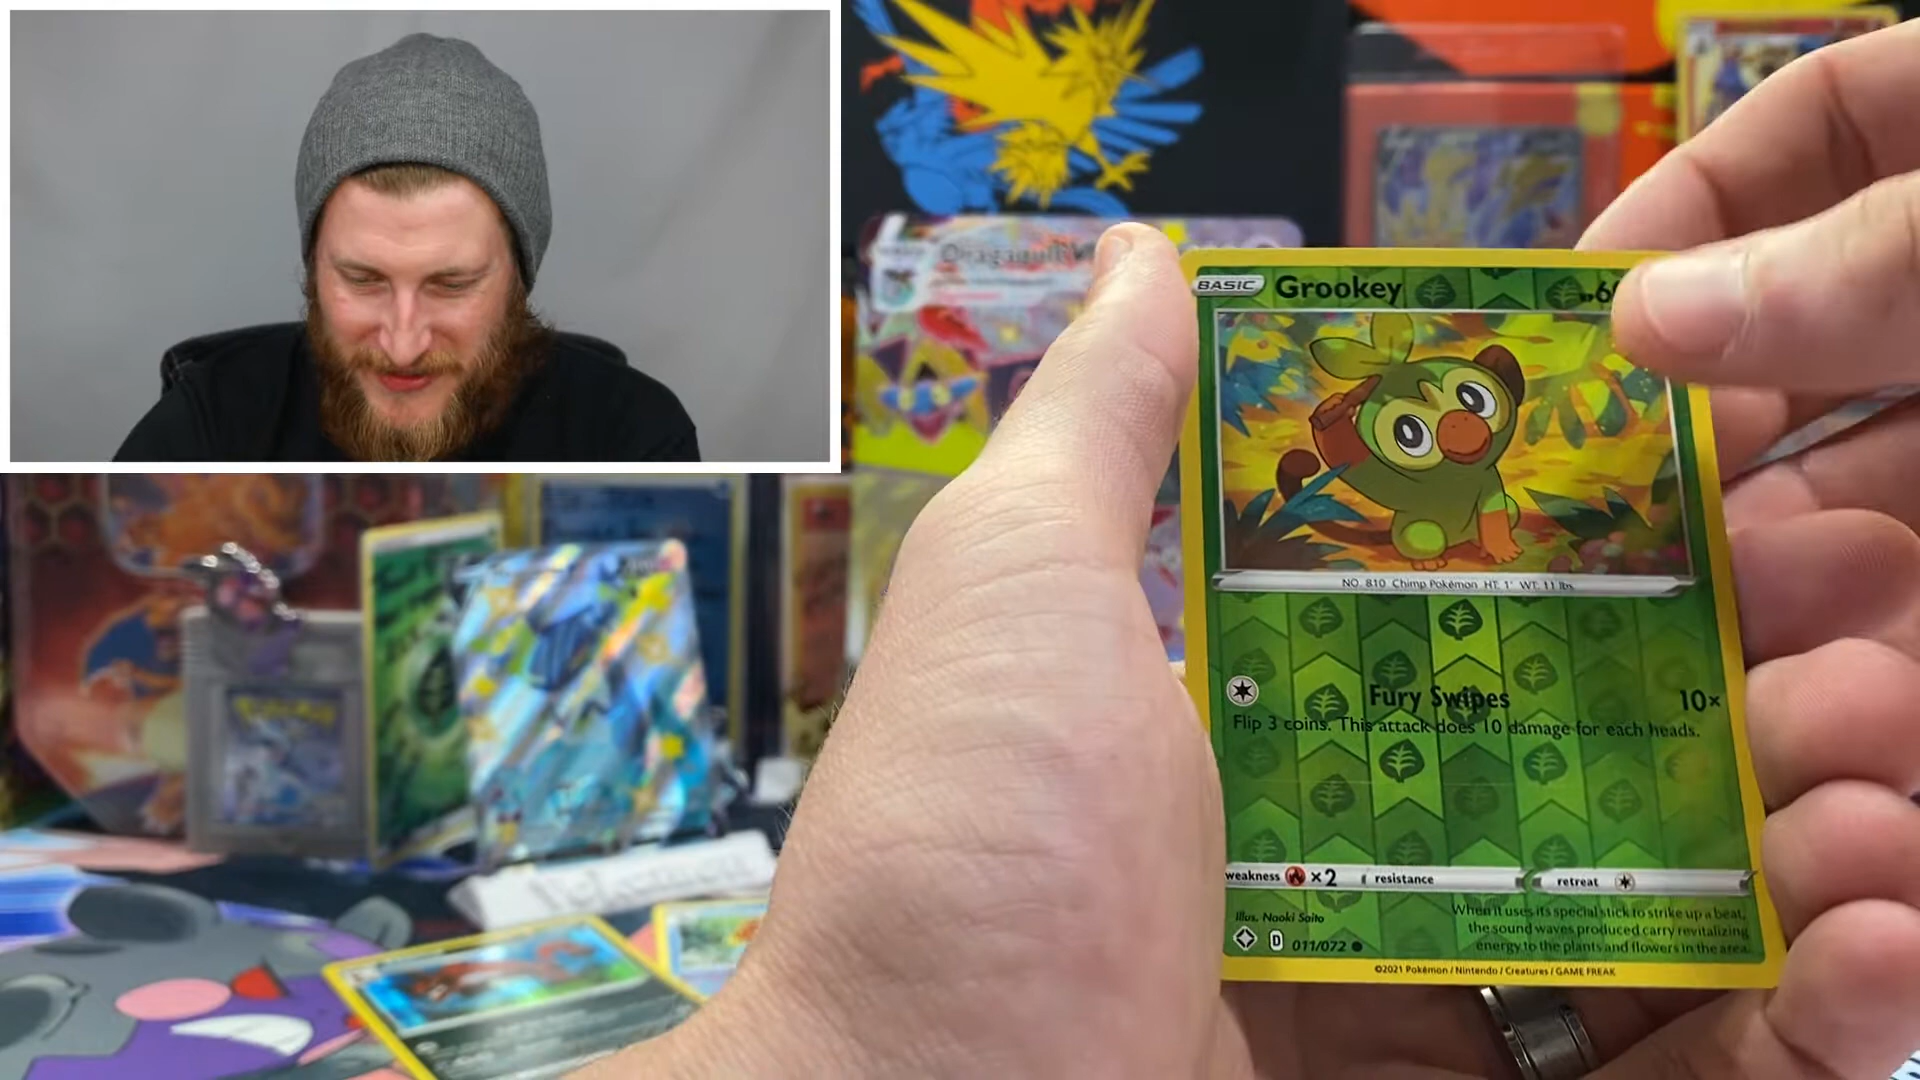 BASIC Grookey
NO. 810 Chimp Pokémon HT: 1' WT: 11 lbs.
Fury Swipes 10×
Flip 3 coins. This attack does 10 damage for each heads.
weakness ×2 resistance retreat
Illus. Naoki Saito
When it uses its special stick to strike up a beat,
the sound waves produced carry revitalizing
energy to the plants and flowers in the area.
D 011/072
©2021 Pokémon / Nintendo / Creatures / GAME FREAK